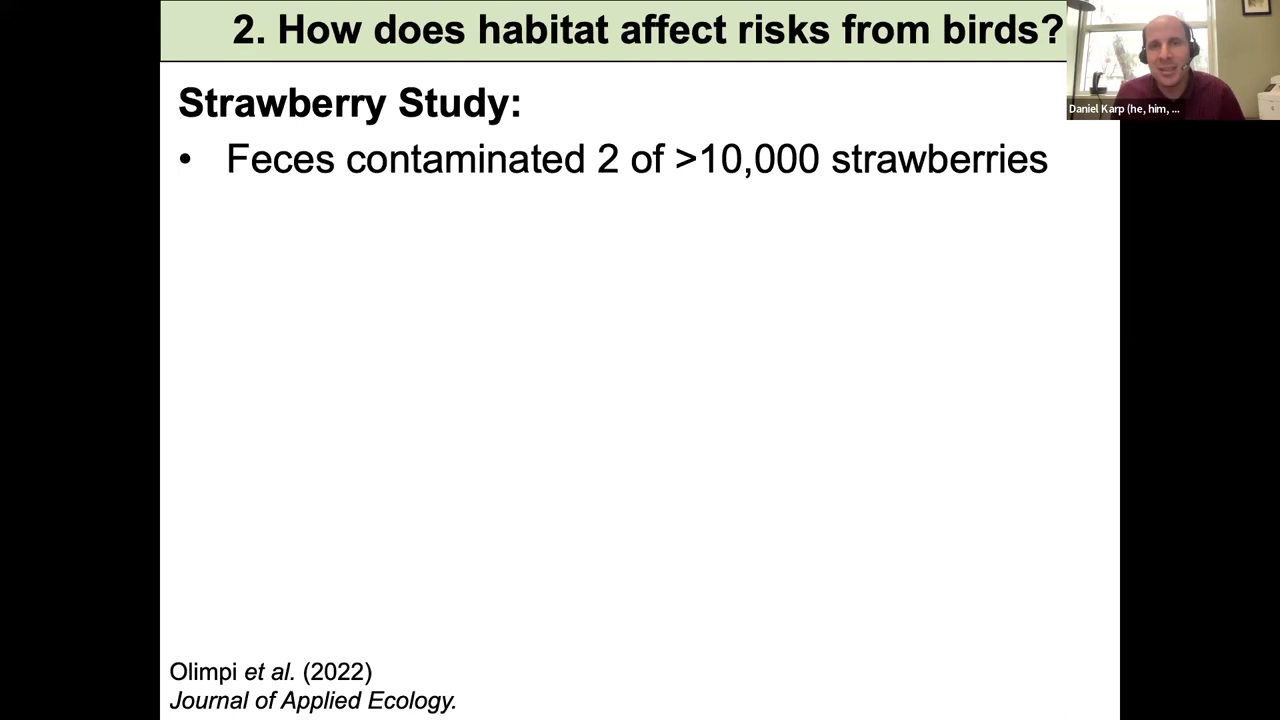 2. How does habitat affect risks from birds?
Daniel Karp (he, him, ...
Strawberry Study:
• Feces contaminated 2 of >10,000 strawberries
Olimpi et al. (2022)
Journal of Applied Ecology.